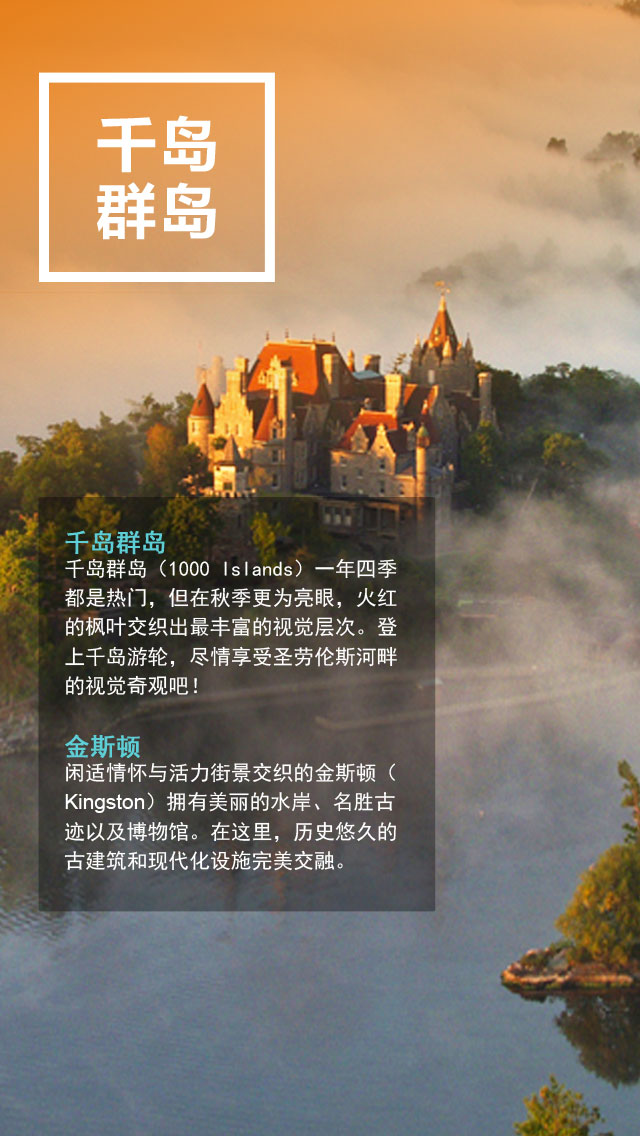 千岛
群岛
千岛群岛
千岛群岛（1000 Islands）一年四季
都是热门，但在秋季更为亮眼，火红
的枫叶交织出最丰富的视觉层次。登
上千岛游轮，尽情享受圣劳伦斯河畔
的视觉奇观吧！
金斯顿
闲适情怀与活力街景交织的金斯顿（
Kingston）拥有美丽的水岸、名胜古
迹以及博物馆。在这里，历史悠久的
古建筑和现代化设施完美交融。